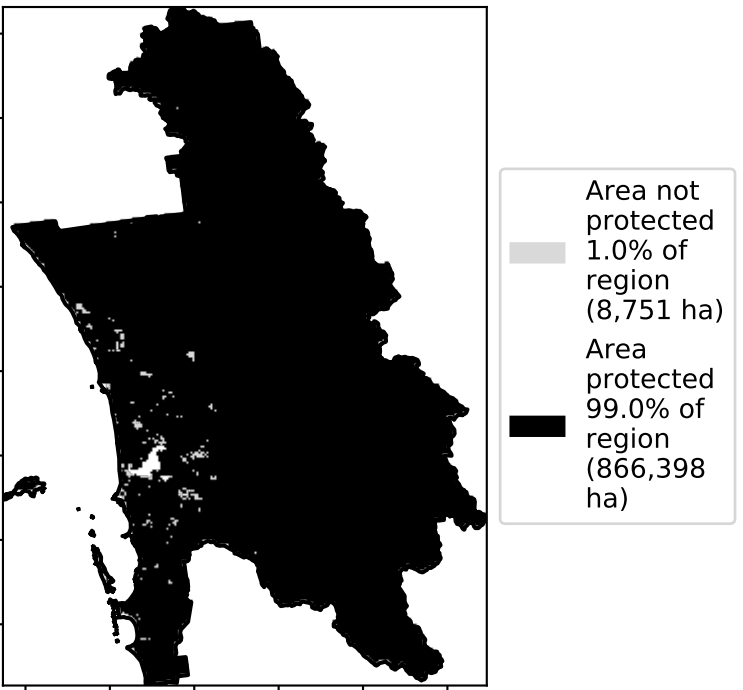 Area not
protected
1.0% of
region
(8,751 ha)
Area
protected
99.0% of
region
(866,398
ha)